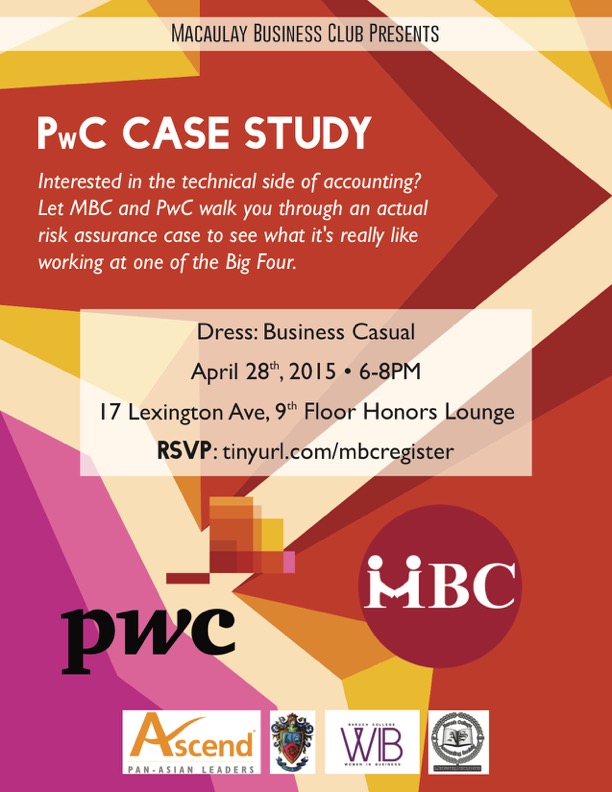 MACAULAY BUSINESS CLUB PRESENTS
PwC CASE STUDY
Interested in the technical side of accounting?
Let MBC and PwC walk you through an actual
risk assurance case to see what it's really like
working at one of the Big Four.
Dress: Business Casual
April 28th, 2015 • 6-8PM
17 Lexington Ave, 9th Floor Honors Lounge
RSVP: tinyurl.com/mbcregister
pwc
MBC
Ascend
PAN-ASIAN LEADERS
BARUCH COLLEGE
WIB
WOMEN IN BUSINESS
Baruch College